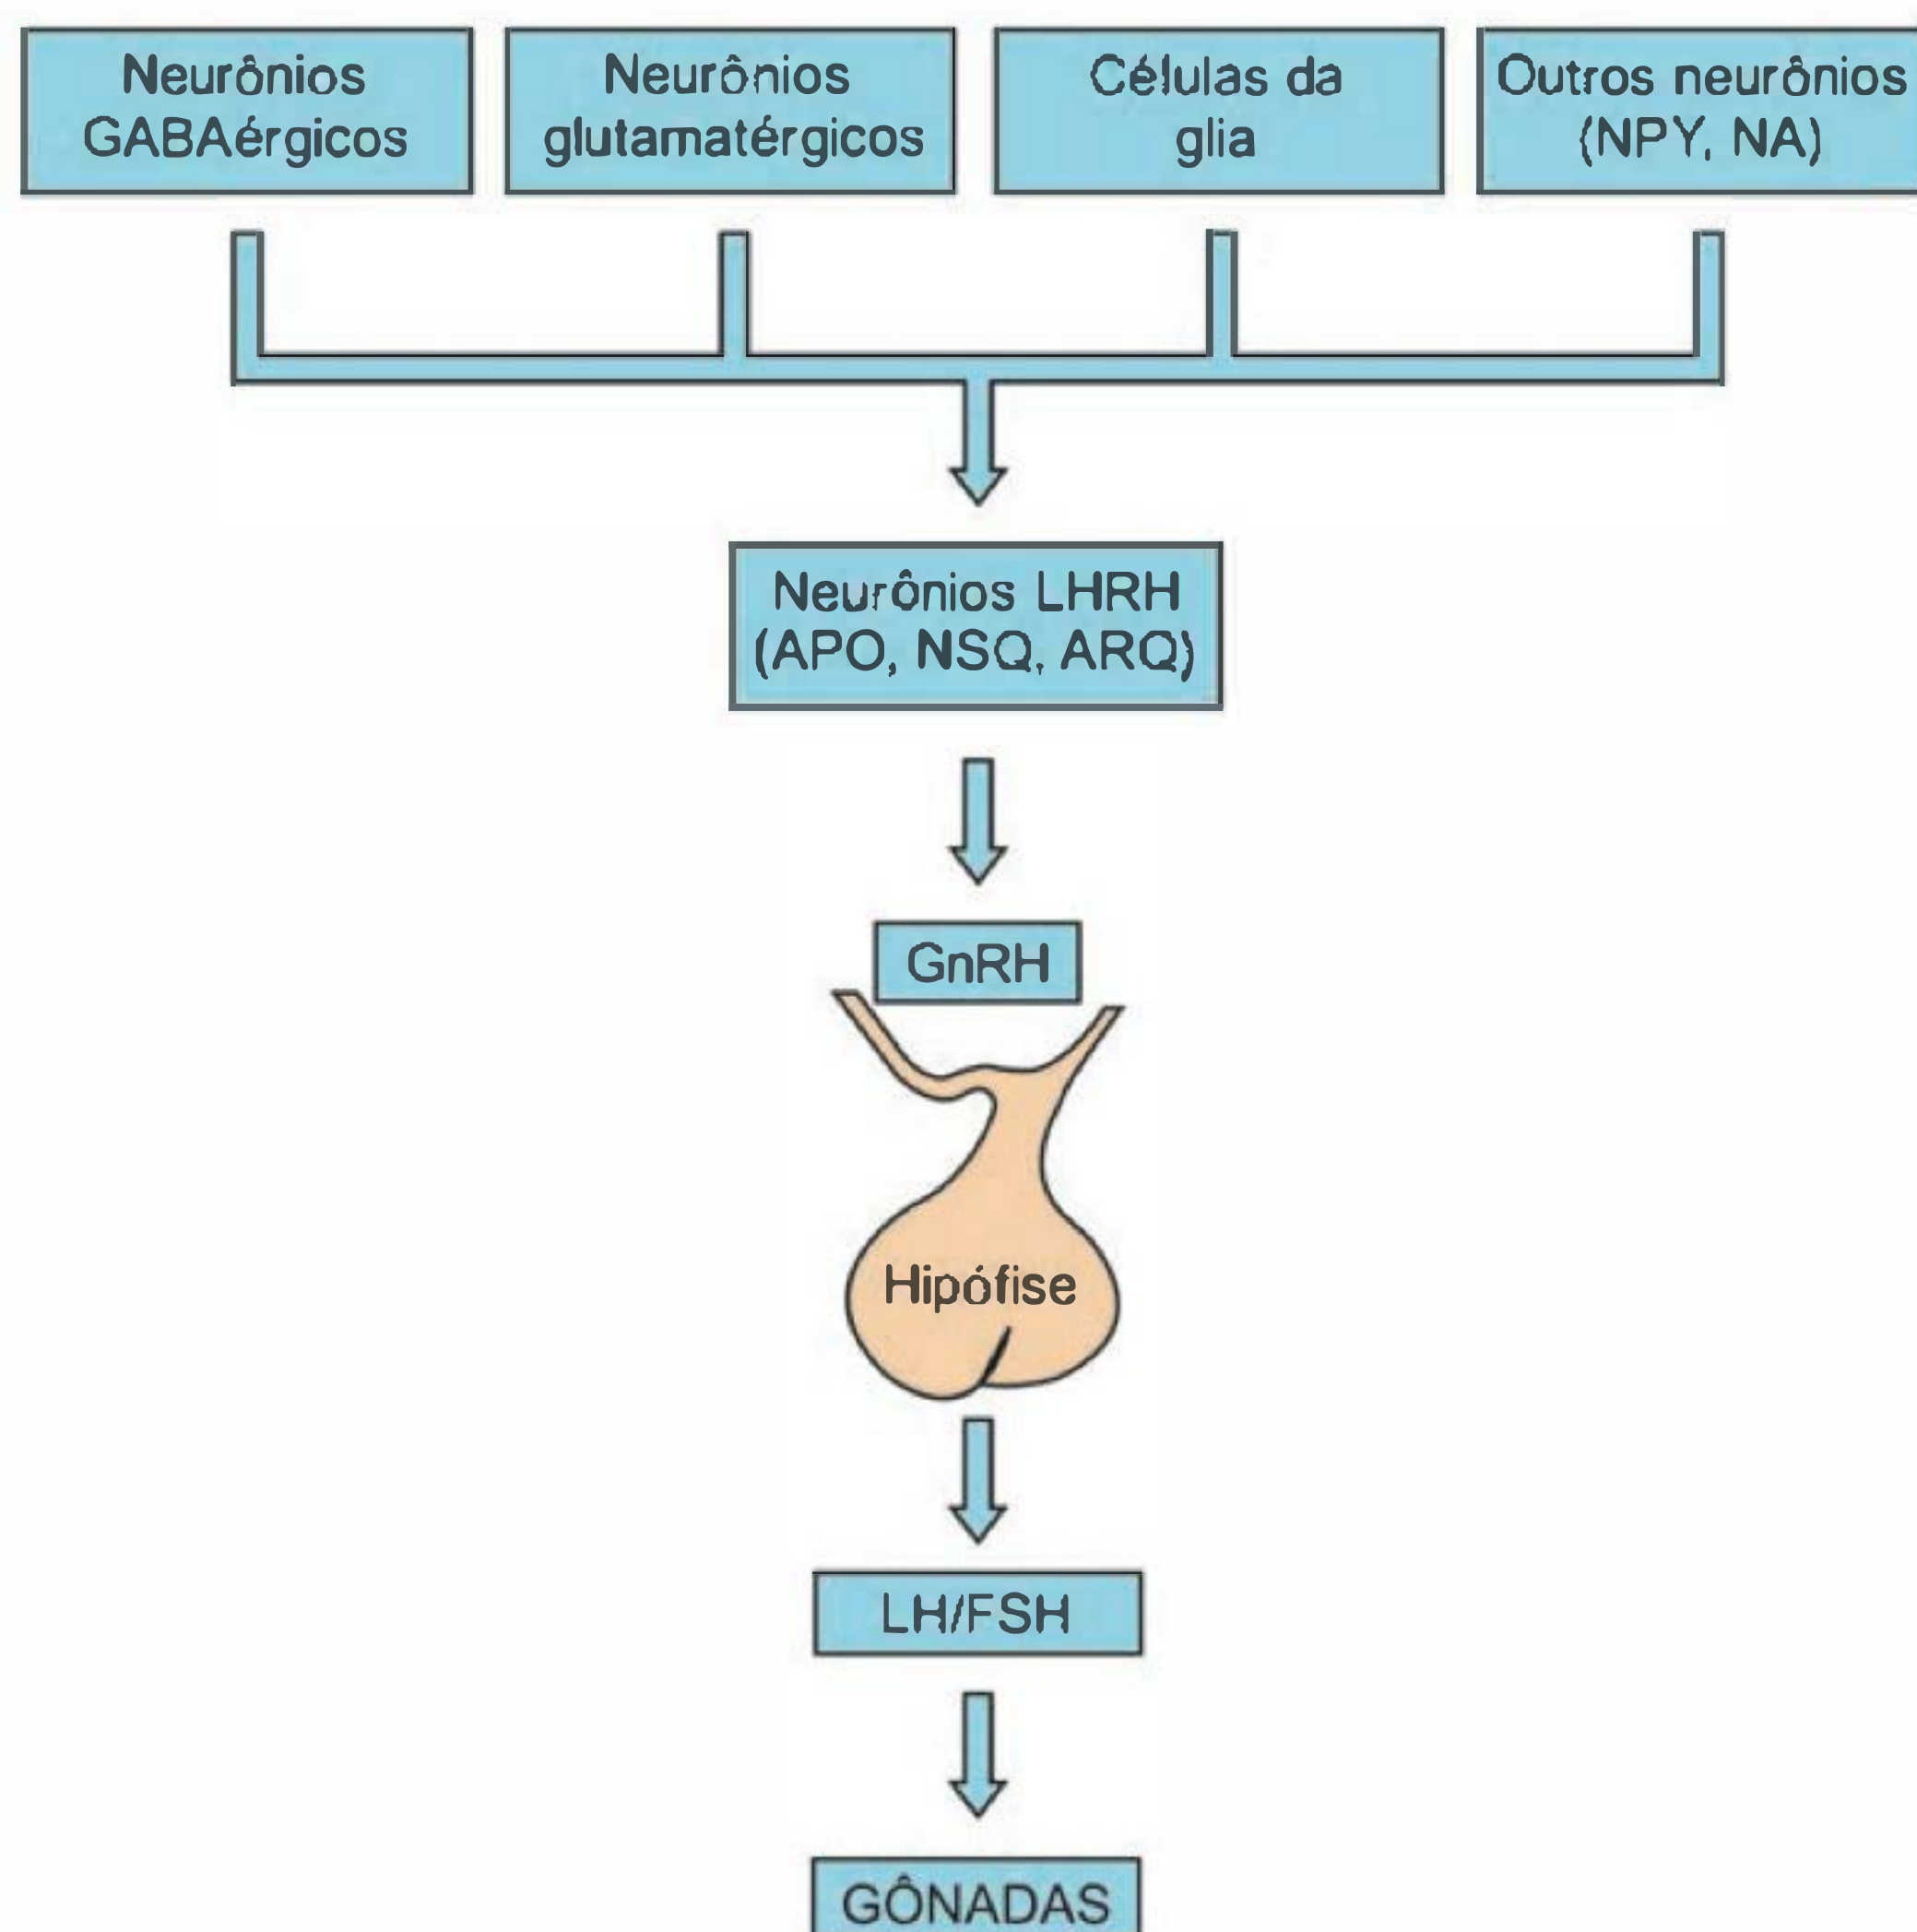 Neurônios
GABAérgicos
Neurônios
glutamatérgicos
Células da
glia
Outros neurônios
(NPY, NA)
Neurônios LHRH
(APO, NSQ, ARQ)
GnRH
Hipófise
LH/FSH
GÔNADAS